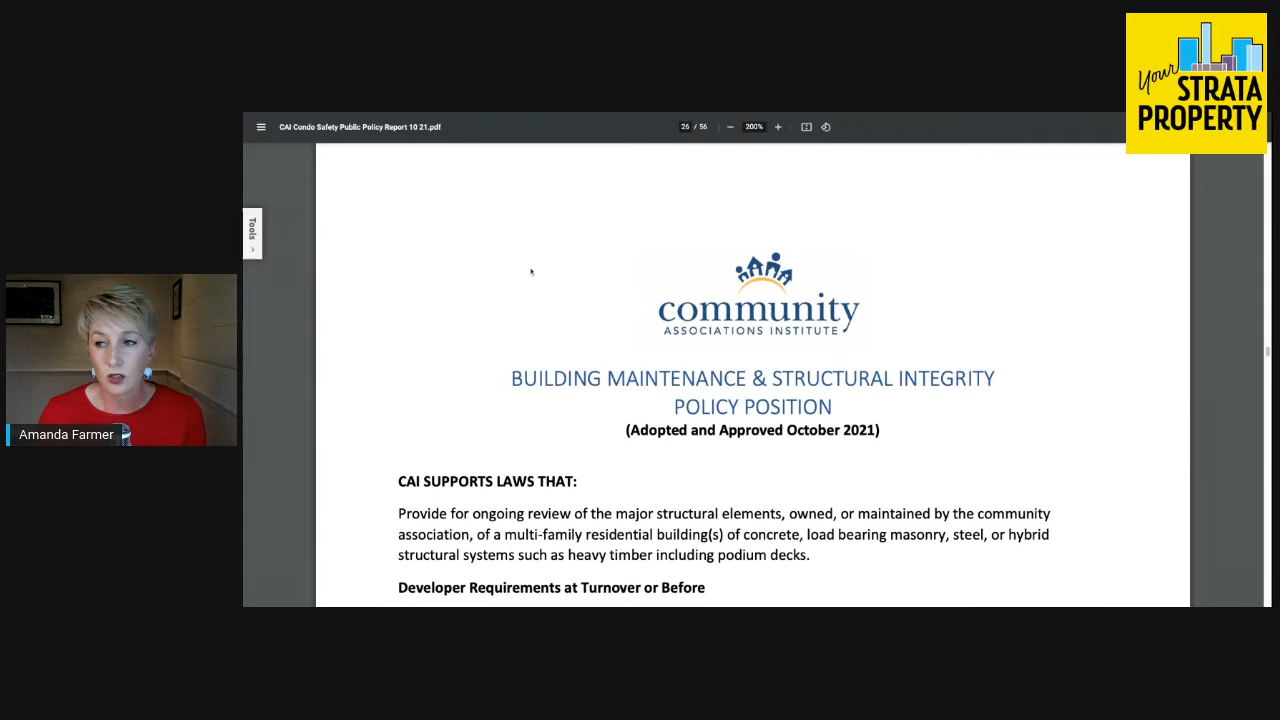 Your
STRATA
PROPERTY
CAI Condo Safety Public Policy Report 10 21.pdf
26 / 56
200%
Tools
community
ASSOCIATIONS INSTITUTE
BUILDING MAINTENANCE & STRUCTURAL INTEGRITY
POLICY POSITION
(Adopted and Approved October 2021)
CAI SUPPORTS LAWS THAT:
Provide for ongoing review of the major structural elements, owned, or maintained by the community
association, of a multi-family residential building(s) of concrete, load bearing masonry, steel, or hybrid
structural systems such as heavy timber including podium decks.
Developer Requirements at Turnover or Before
Amanda Farmer